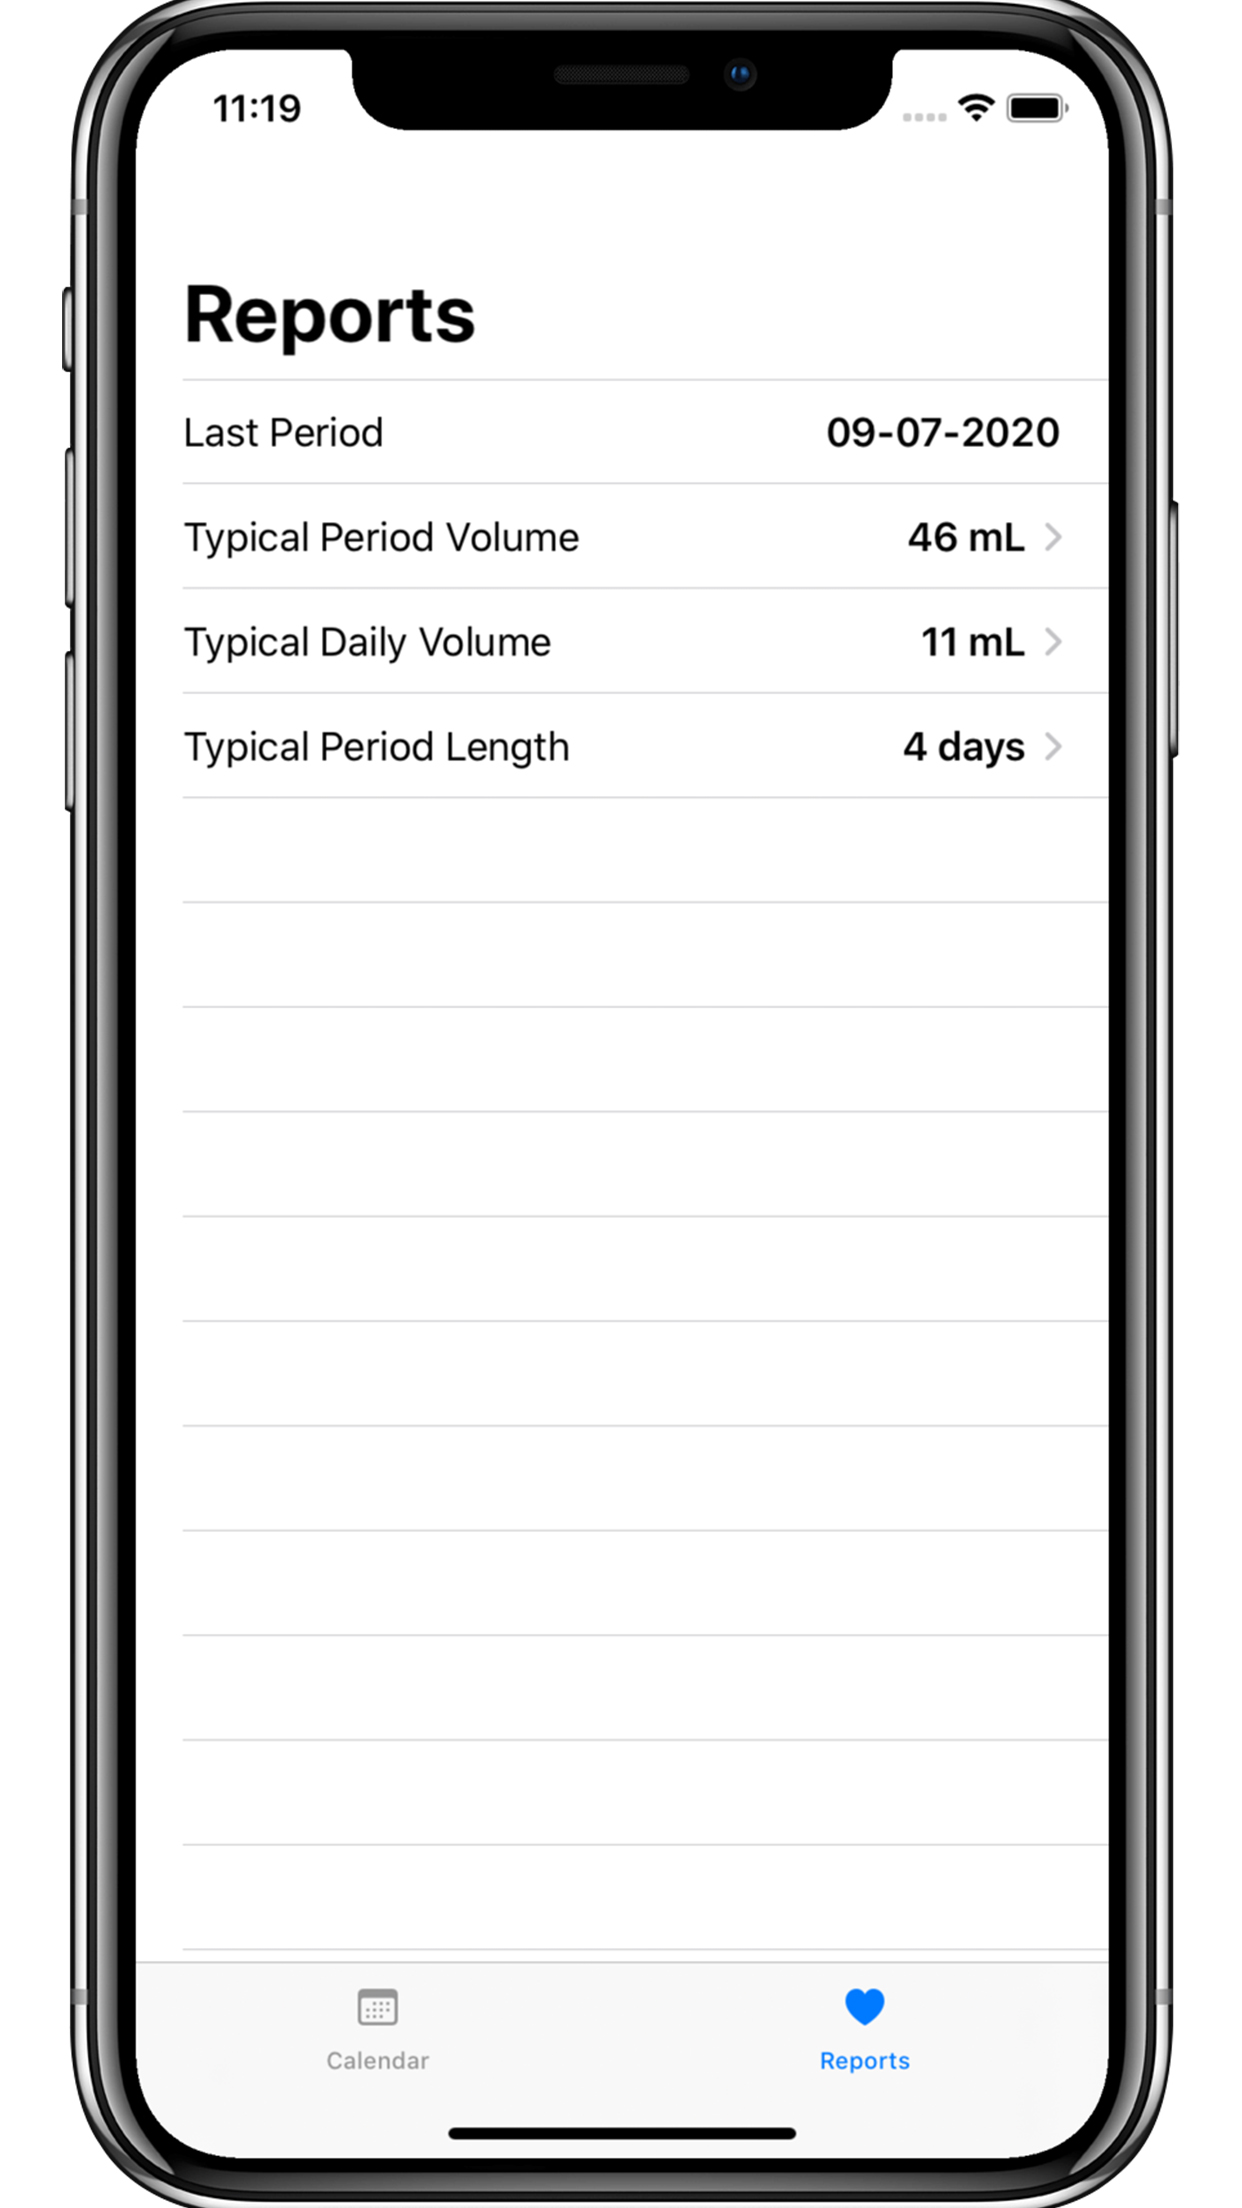 11:19
Reports
Last Period 09-07-2020
Typical Period Volume 46 mL
Typical Daily Volume 11 mL
Typical Period Length 4 days
Calendar Reports